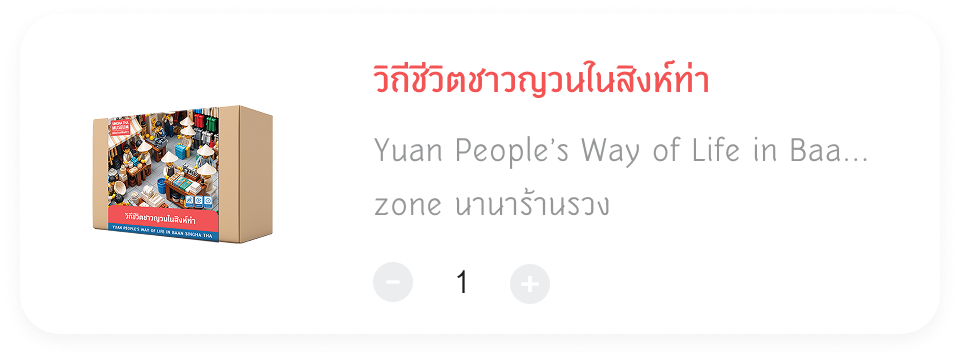 SINGHA THA
MUSEUM
วิถีชีวิตชาวญวนในสิงห์ท่า
YUAN PEOPLE'S WAY OF LIFE IN BAAN SINGHA THA
วิถีชีวิตชาวญวนในสิงห์ท่า
Yuan People's Way of Life in Baa...
zone นานาร้านรวง
1